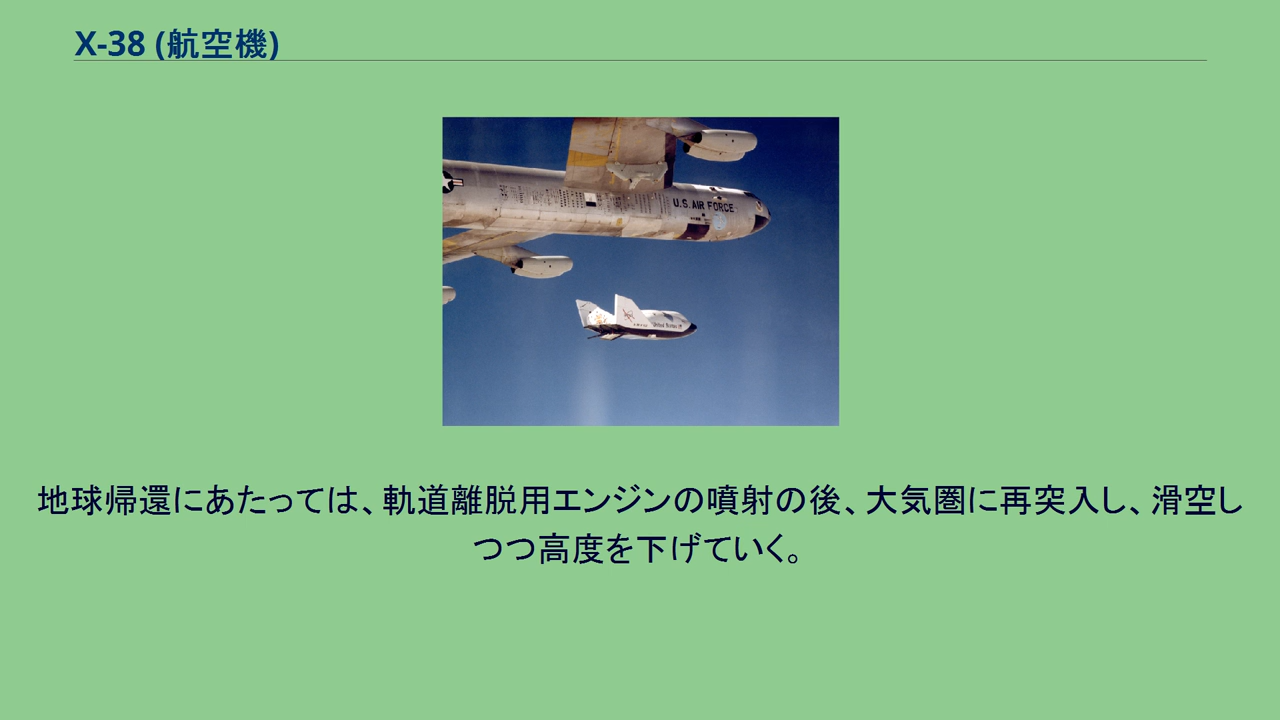 X-38 (航空機)
U.S. AIR FORCE
United States
地球帰還にあたっては、軌道離脱用エンジンの噴射の後、大気圏に再突入し、滑空し
つつ高度を下げていく。